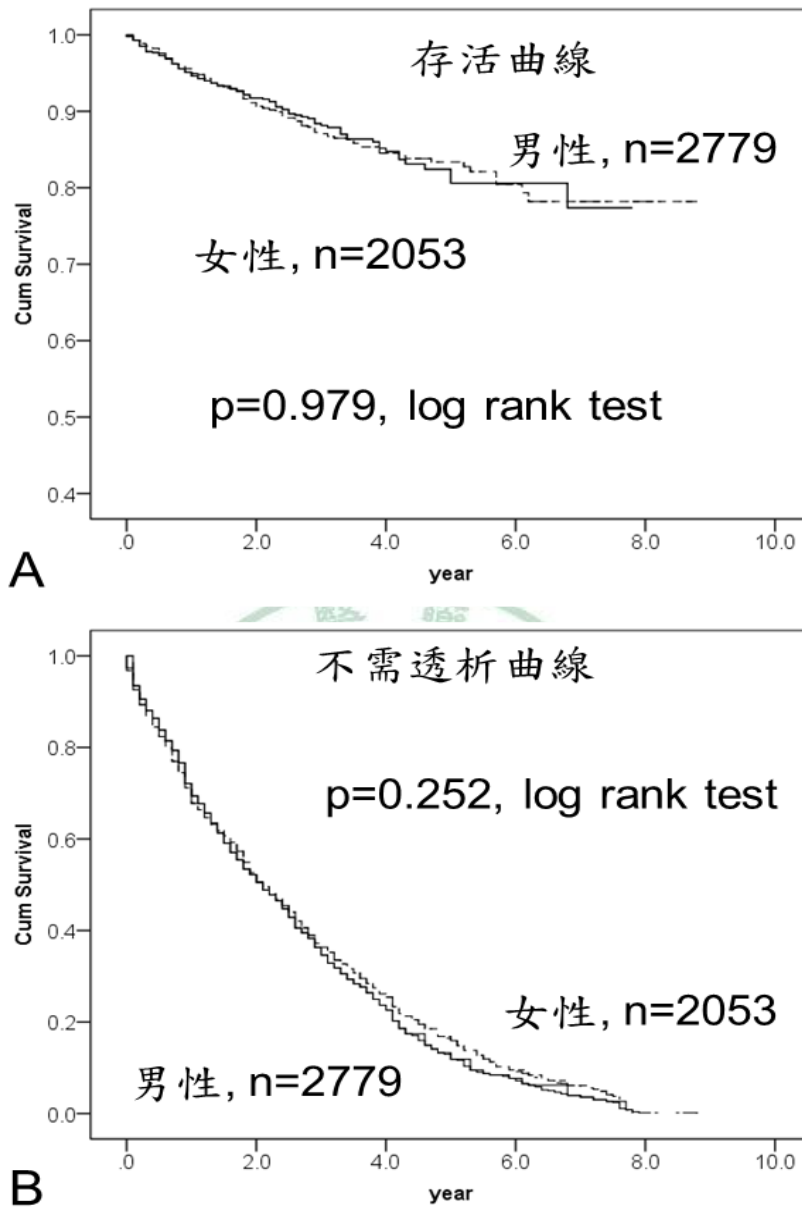 存活曲線
男性, n=2779
女性, n=2053
p=0.979, log rank test
Cum Survival
1.0
0.9
0.8
0.7
0.6
0.5
0.4
.0 2.0 4.0 6.0 8.0 10.0
year
A
不需透析曲線
p=0.252, log rank test
女性, n=2053
男性, n=2779
Cum Survival
1.0
0.8
0.6
0.4
0.2
0.0
.0 2.0 4.0 6.0 8.0 10.0
year
B